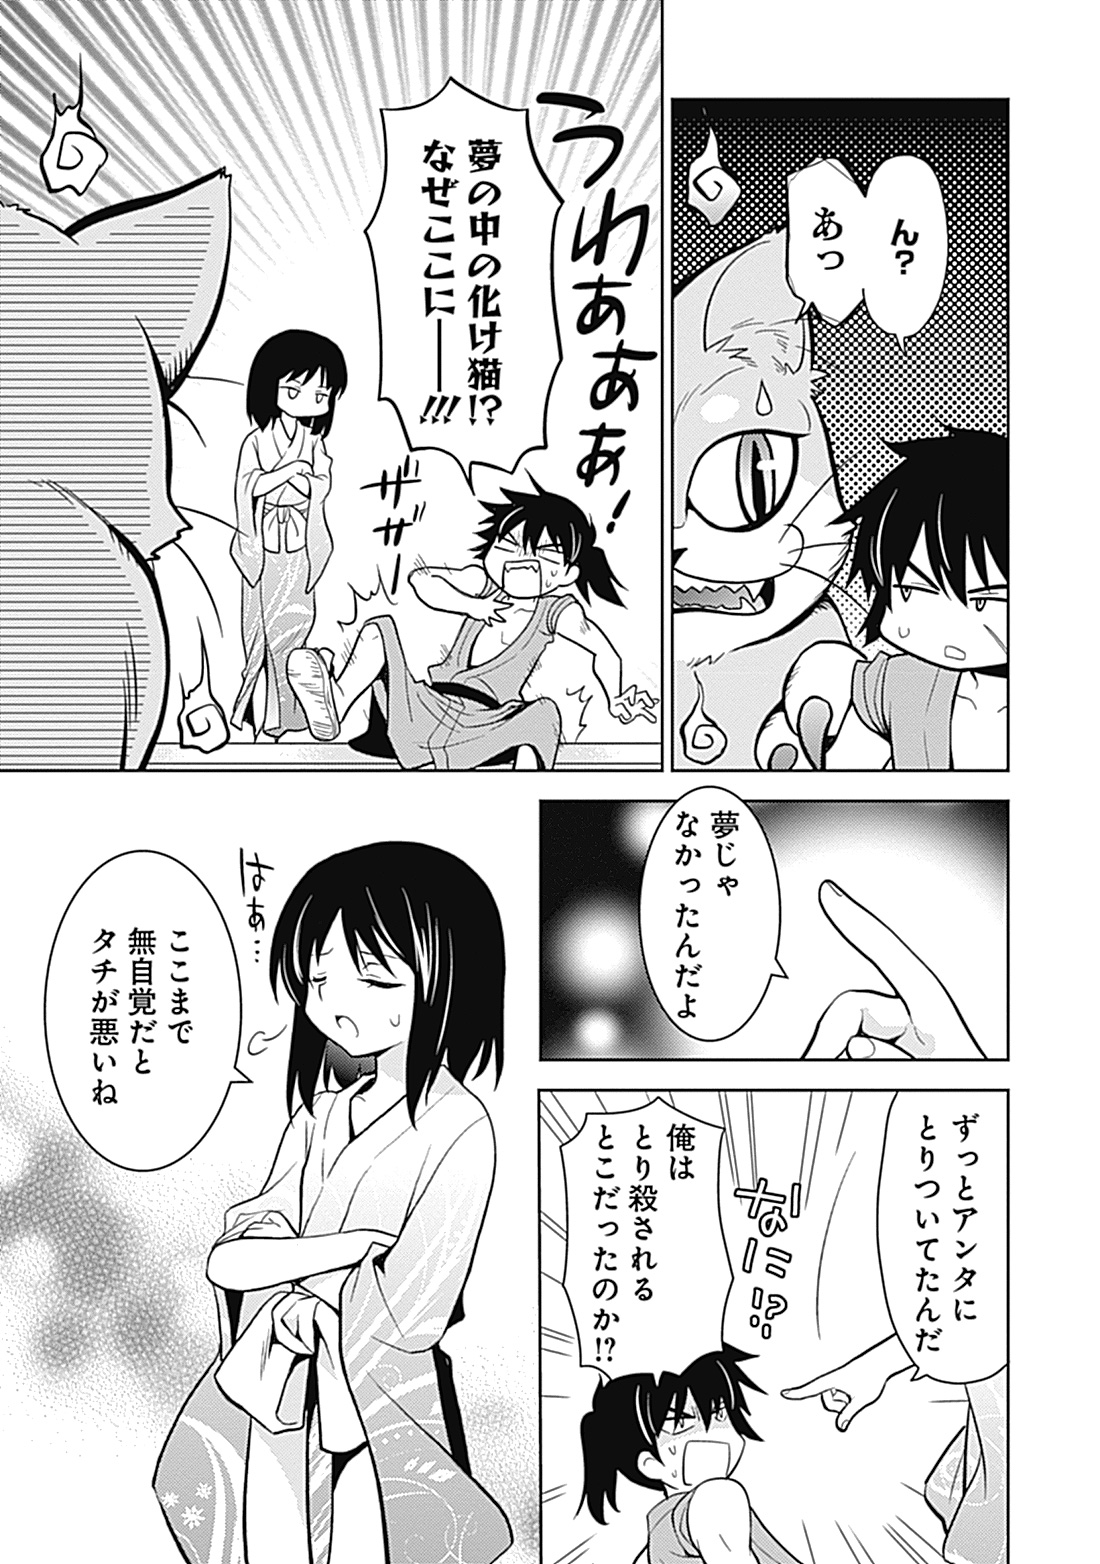 ん?
あっ
うわぁああぁ!
夢の中の化け猫!?
なぜここに――!!!
ザザー
夢じゃ
なかったんだよ
ずっとアンタに
とりついてたんだ
なに!?
俺は
とり殺される
とこだったのか!?
はぁ…
ここまで
無自覚だと
タチが悪いね